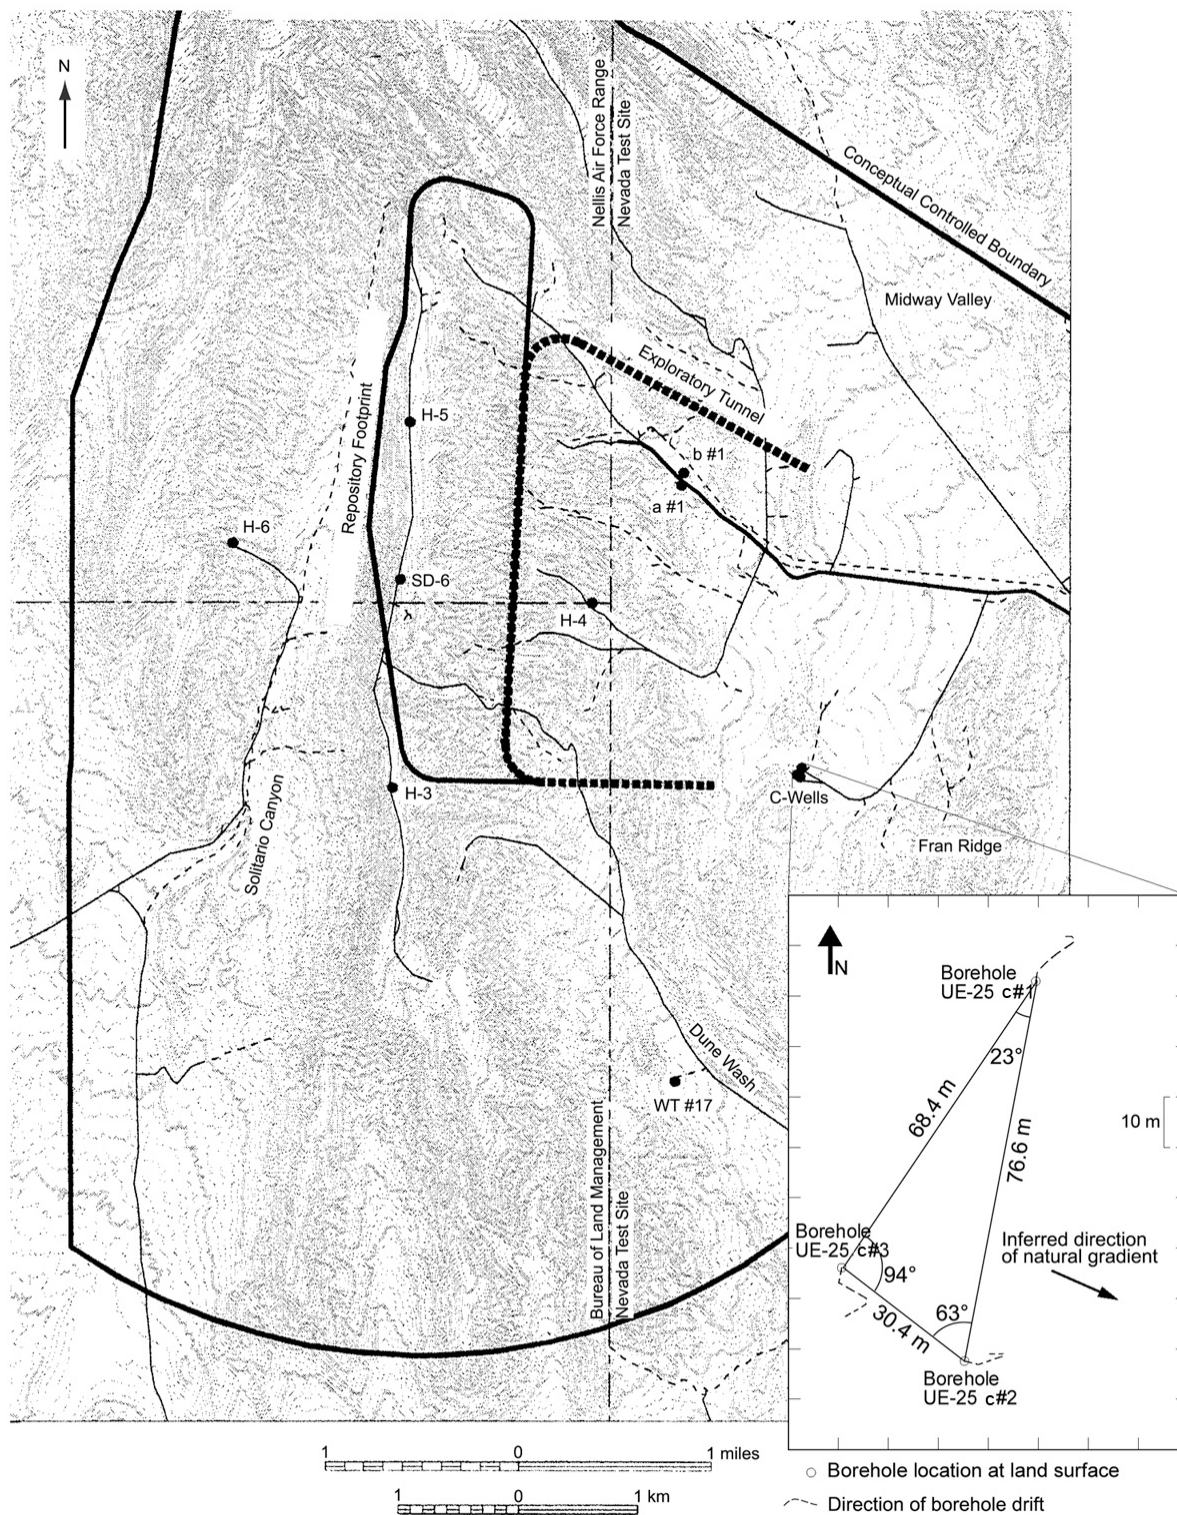 N
Nellis Air Force Range
Nevada Test Site
Conceptual Controlled Boundary
Midway Valley
Exploratory Tunnel
Repository Footprint
H-5
b #1
a #1
H-6
SD-6
H-4
H-3
C-Wells
Solitario Canyon
Fran Ridge
N
Borehole
UE-25 c#1
23°
68.4 m
76.6 m
10 m
Dune Wash
WT #17
Bureau of Land Management
Nevada Test Site
Borehole
UE-25 c#3
94°
Inferred direction
of natural gradient
63°
30.4 m
Borehole
UE-25 c#2
1 0 1 miles
1 0 1 km
Borehole location at land surface
Direction of borehole drift